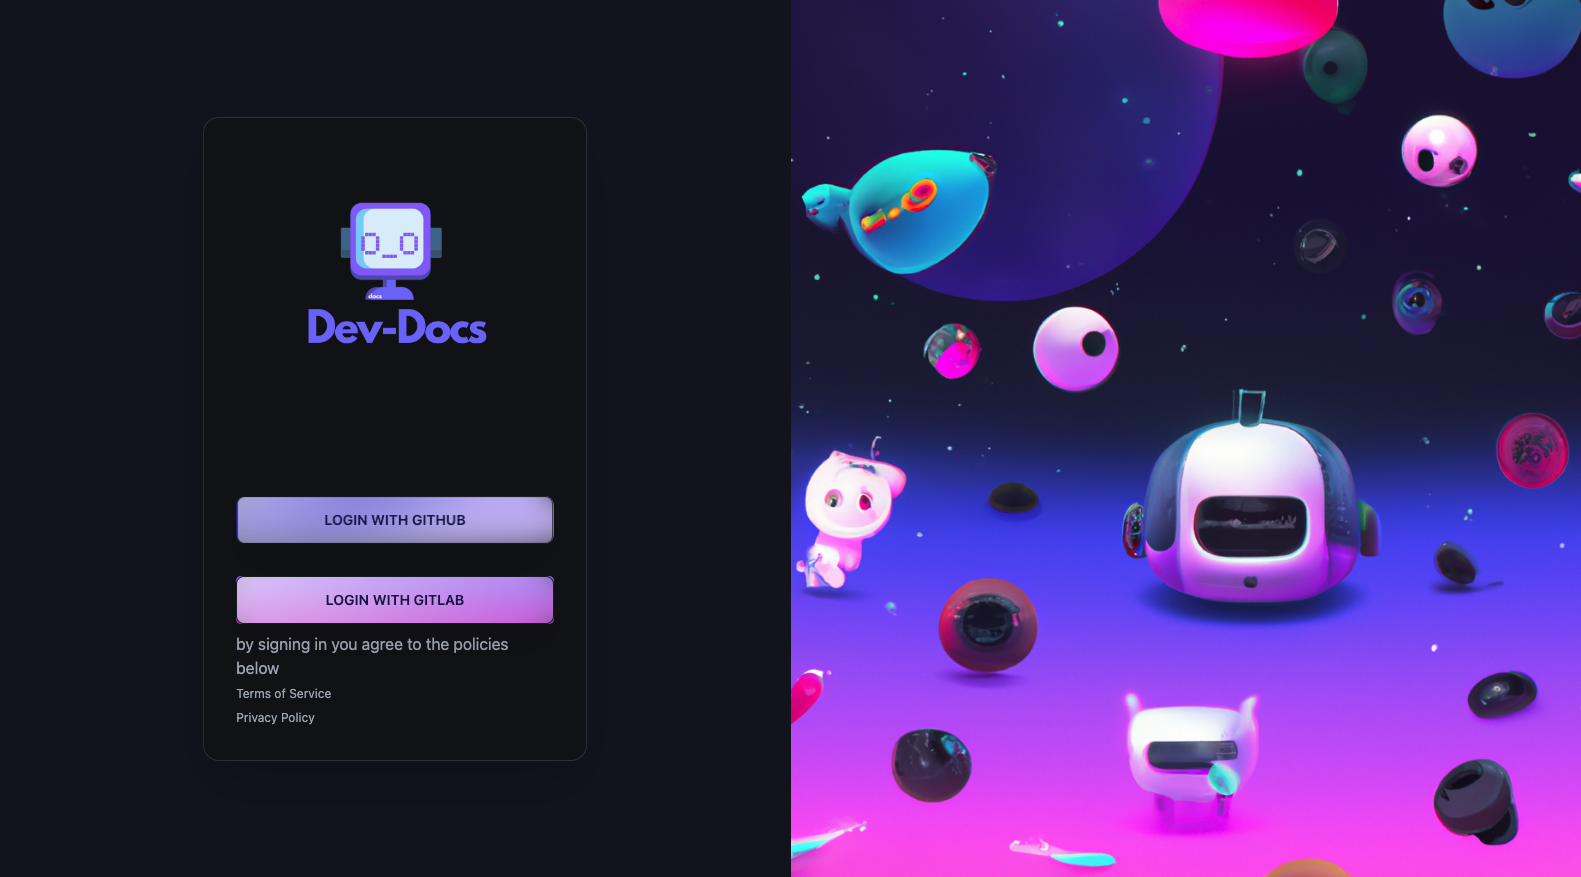 docs
Dev-Docs
LOGIN WITH GITHUB
LOGIN WITH GITLAB
by signing in you agree to the policies
below
Terms of Service
Privacy Policy